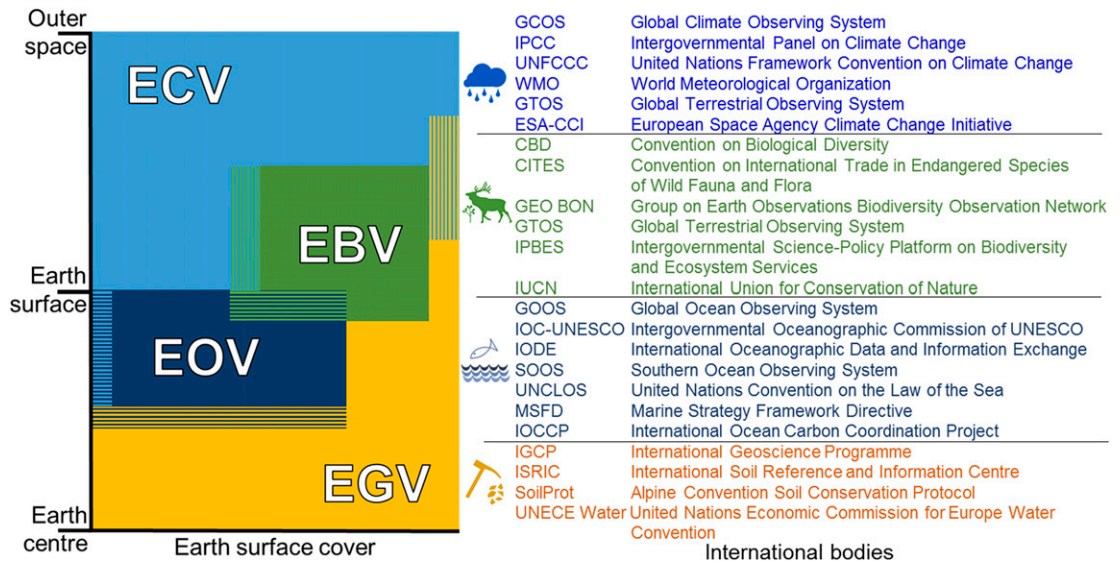 Outer
space
ECV
EBV
Earth
surface
EOV
EGV
Earth
centre
Earth surface cover
GCOS Global Climate Observing System
IPCC Intergovernmental Panel on Climate Change
UNFCCC United Nations Framework Convention on Climate Change
WMO World Meteorological Organization
GTOS Global Terrestrial Observing System
ESA-CCI European Space Agency Climate Change Initiative
CBD Convention on Biological Diversity
CITES Convention on International Trade in Endangered Species
of Wild Fauna and Flora
GEO BON Group on Earth Observations Biodiversity Observation Network
GTOS Global Terrestrial Observing System
IPBES Intergovernmental Science-Policy Platform on Biodiversity
and Ecosystem Services
IUCN International Union for Conservation of Nature
GOOS Global Ocean Observing System
IOC-UNESCO Intergovernmental Oceanographic Commission of UNESCO
IODE International Oceanographic Data and Information Exchange
SOOS Southern Ocean Observing System
UNCLOS United Nations Convention on the Law of the Sea
MSFD Marine Strategy Framework Directive
IOCCP International Ocean Carbon Coordination Project
IGCP International Geoscience Programme
ISRIC International Soil Reference and Information Centre
SoilProt Alpine Convention Soil Conservation Protocol
UNECE Water United Nations Economic Commission for Europe Water
Convention
International bodies